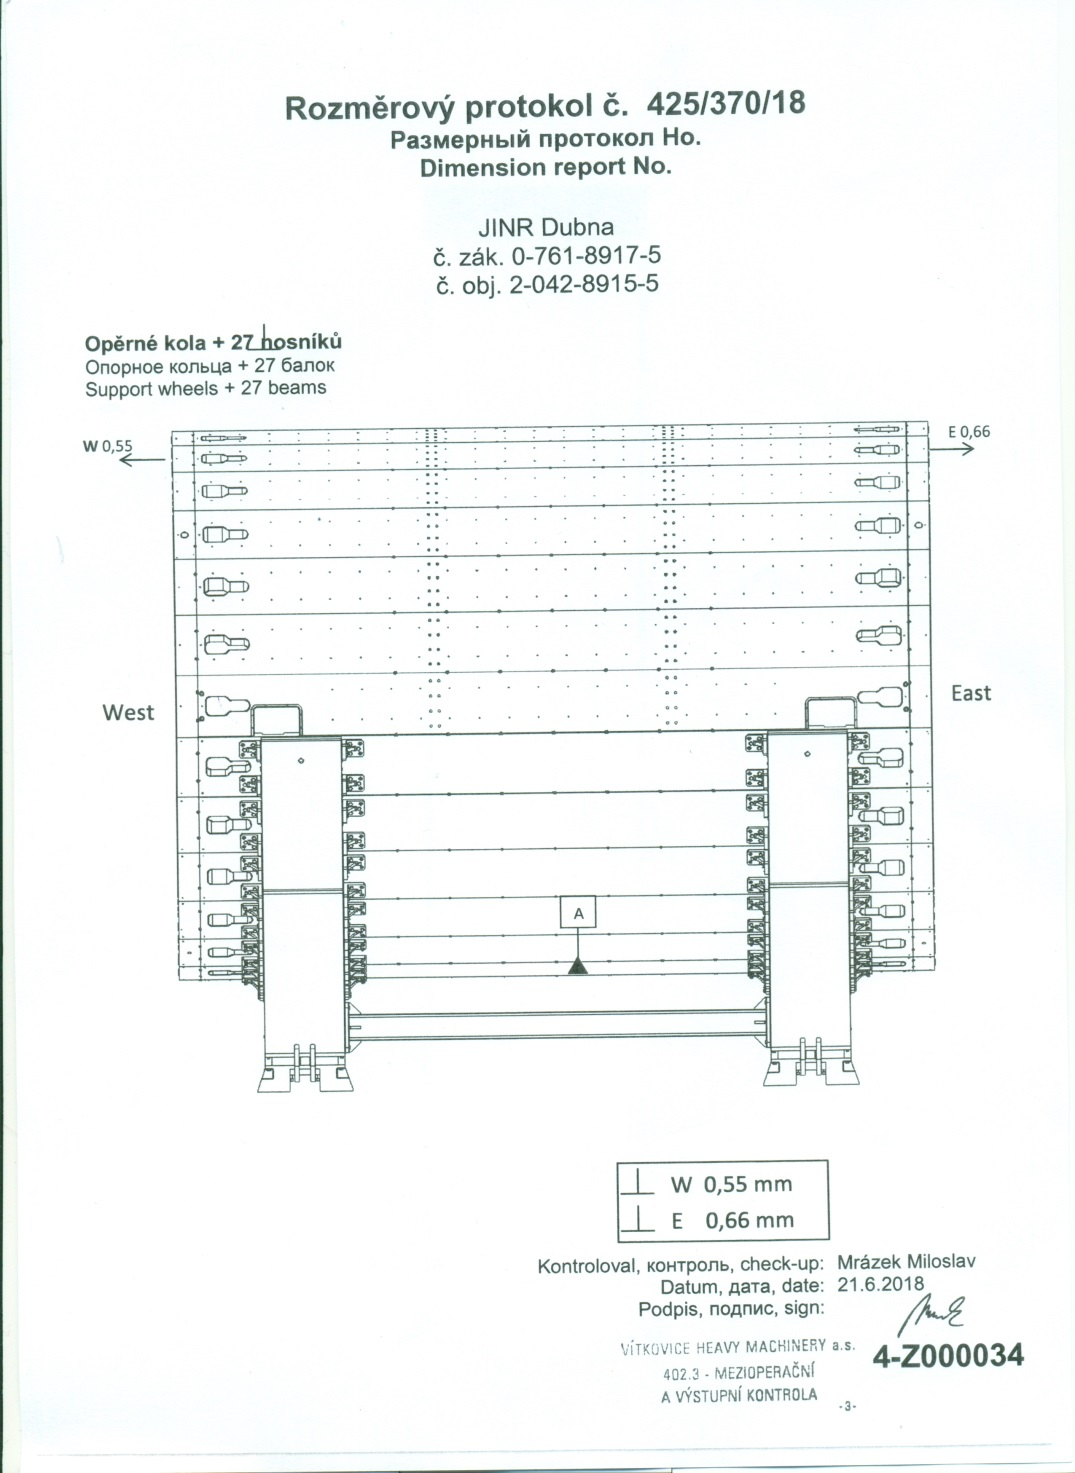 Rozměrový protokol č. 425/370/18
Размерный протокол Но.
Dimension report No.
JINR Dubna
č. zák. 0-761-8917-5
č. obj. 2-042-8915-5
Opěrné kola + 27 nosníků
Опорное кольца + 27 балок
Support wheels + 27 beams
W 0,55
E 0,66
West
East
A
W 0,55 mm
E 0,66 mm
Kontroloval, контроль, check-up: Mrázek Miloslav
Datum, дата, date: 21.6.2018
Podpis, подпис, sign:
VÍTKOVICE HEAVY MACHINERY a.s.
4-Z000034
402.3 - MEZIOPERAČNÍ
A VÝSTUPNÍ KONTROLA
-3-